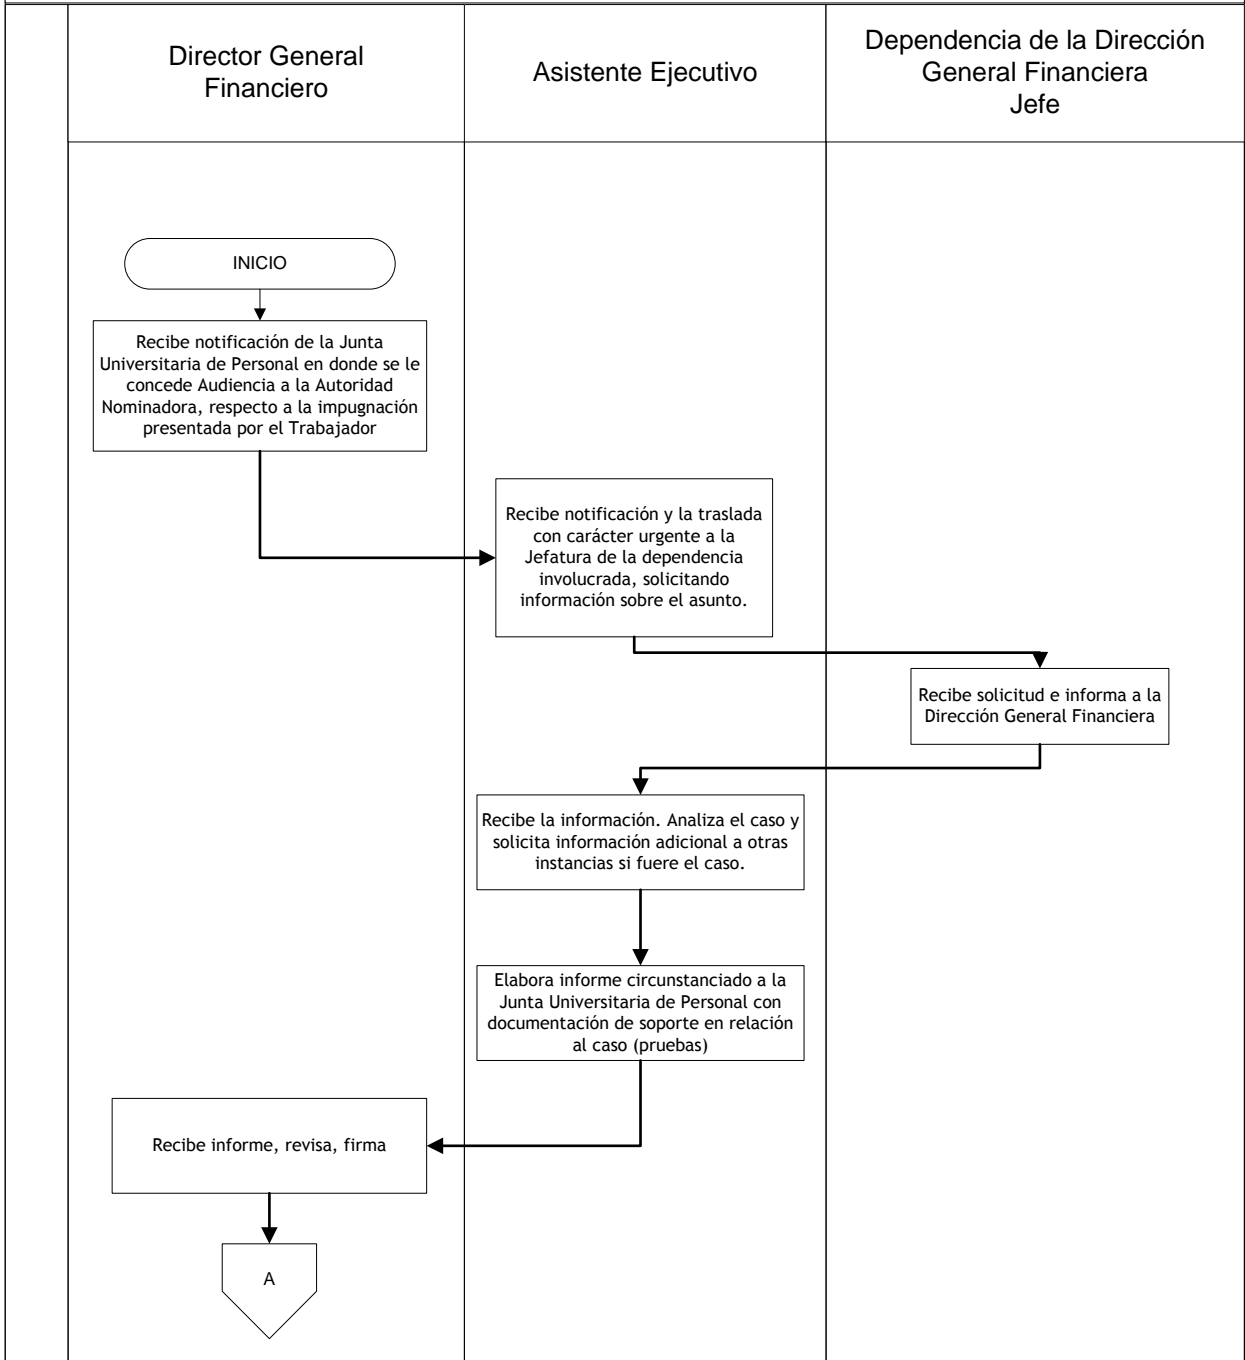 Director General
Financiero
Asistente Ejecutivo
Dependencia de la Dirección
General Financiera
Jefe
INICIO
Recibe notificación de la Junta
Universitaria de Personal en donde se le
concede Audiencia a la Autoridad
Nominadora, respecto a la impugnación
presentada por el Trabajador
Recibe notificación y la traslada
con carácter urgente a la
Jefatura de la dependencia
involucrada, solicitando
información sobre el asunto.
Recibe solicitud e informa a la
Dirección General Financiera
Recibe la información. Analiza el caso y
solicita información adicional a otras
instancias si fuere el caso.
Elabora informe circunstanciado a la
Junta Universitaria de Personal con
documentación de soporte en relación
al caso (pruebas)
Recibe informe, revisa, firma
A